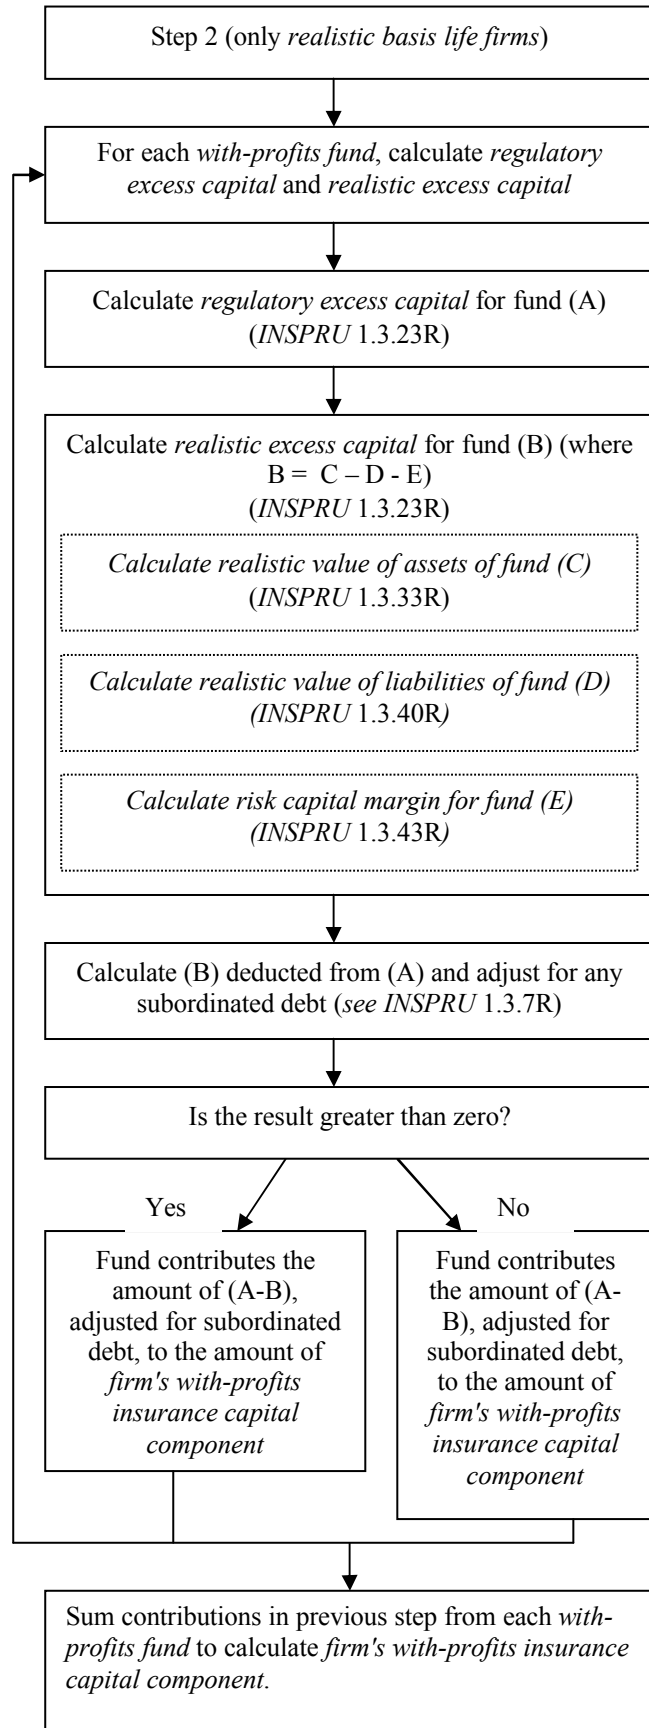 Step 2 (only realistic basis life firms)
For each with-profits fund, calculate regulatory
excess capital and realistic excess capital
Calculate regulatory excess capital for fund (A)
(INSPRU 1.3.23R)
Calculate realistic excess capital for fund (B) (where
B = C – D - E)
(INSPRU 1.3.23R)
Calculate realistic value of assets of fund (C)
(INSPRU 1.3.33R)
Calculate realistic value of liabilities of fund (D)
(INSPRU 1.3.40R)
Calculate risk capital margin for fund (E)
(INSPRU 1.3.43R)
Calculate (B) deducted from (A) and adjust for any
subordinated debt (see INSPRU 1.3.7R)
Is the result greater than zero?
Yes
Fund contributes the
amount of (A-B),
adjusted for subordinated
debt, to the amount of
firm's with-profits
insurance capital
component
No
Fund contributes
the amount of (A-
B), adjusted for
subordinated debt,
to the amount of
firm's with-profits
insurance capital
component
Sum contributions in previous step from each with-
profits fund to calculate firm's with-profits insurance
capital component.